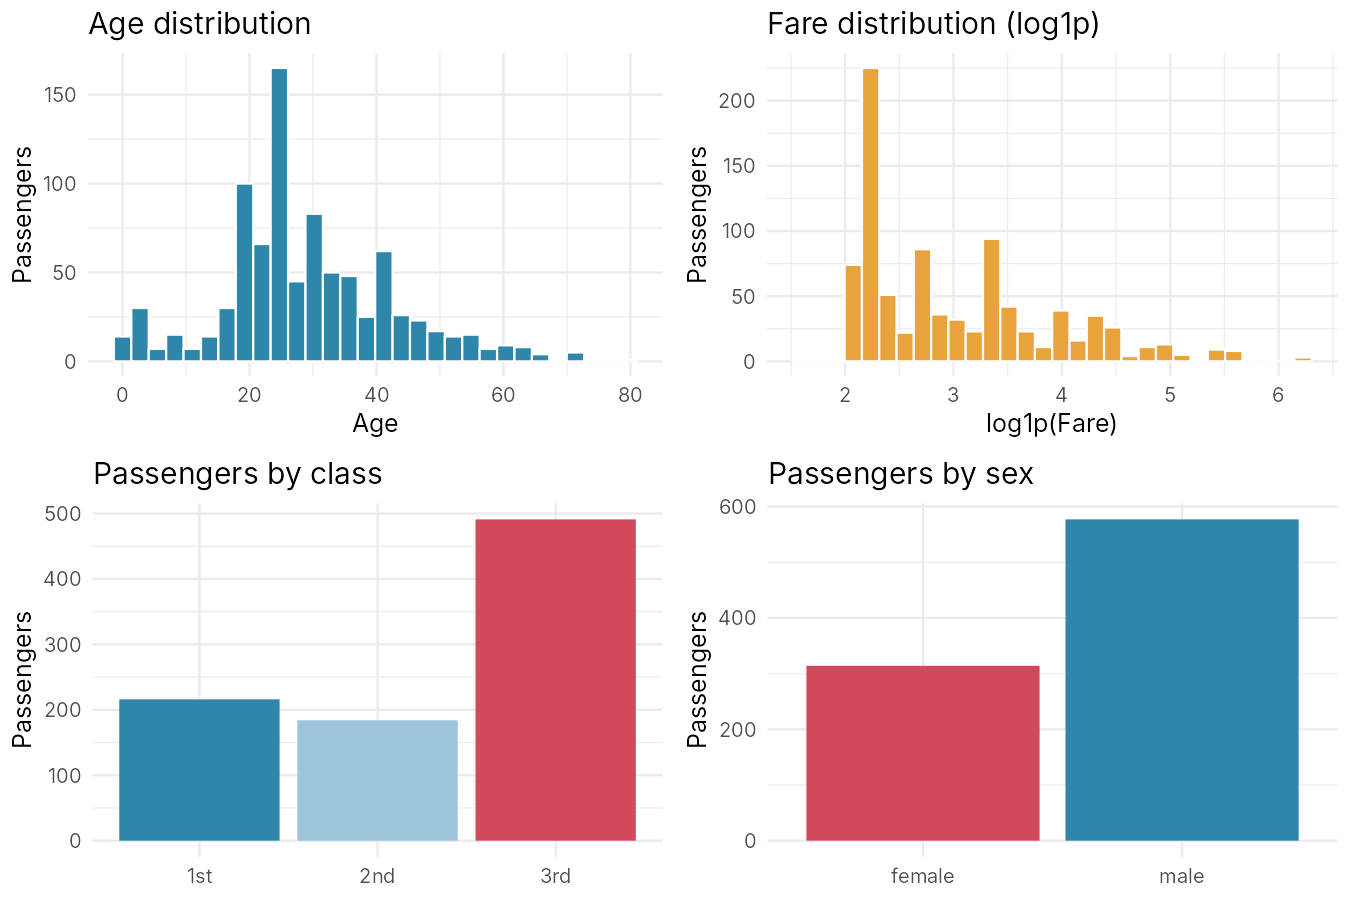 Age distribution
Passengers
150
100
50
0
0 20 40 60 80
Age
Fare distribution (log1p)
Passengers
200
150
100
50
0
2 3 4 5 6
log1p(Fare)
Passengers by class
Passengers
500
400
300
200
100
0
1st 2nd 3rd
Passengers by sex
Passengers
600
400
200
0
female male